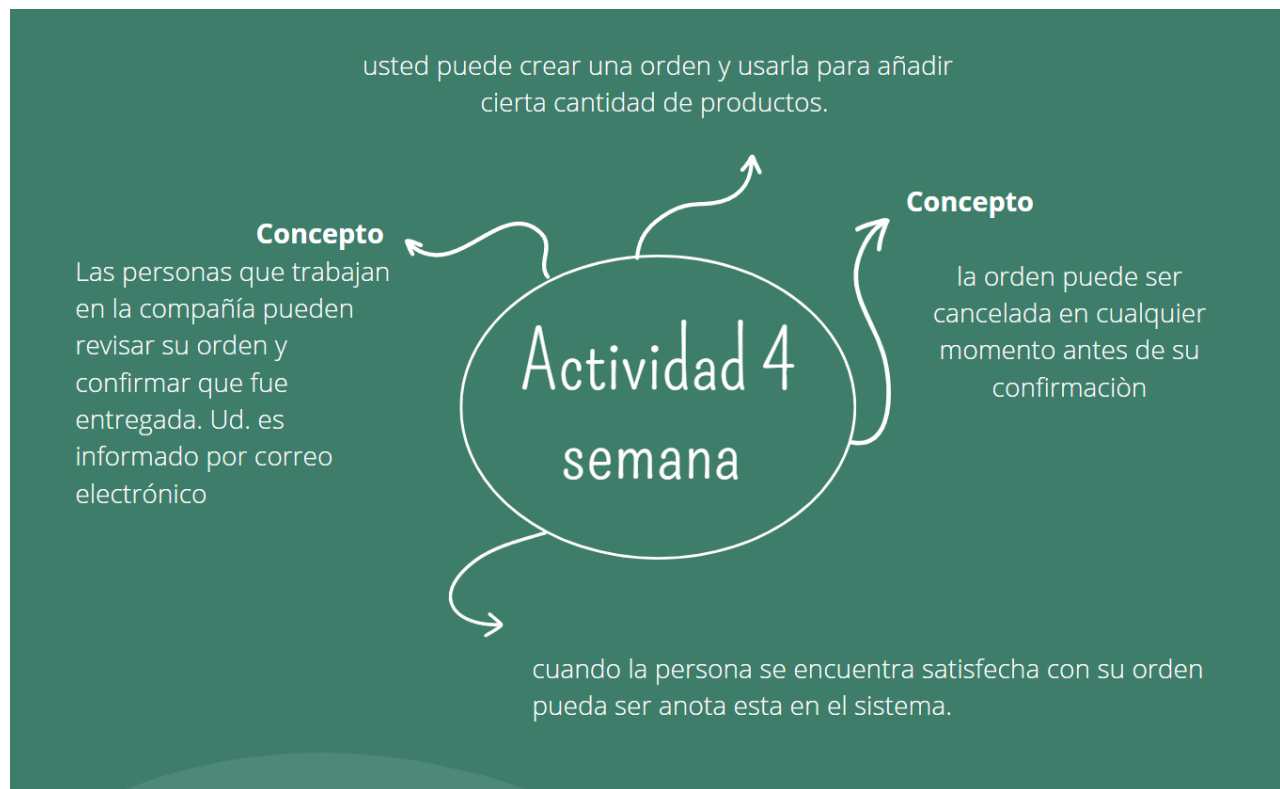 usted puede crear una orden y usarla para añadir
cierta cantidad de productos.
Concepto
Las personas que trabajan
en la compañía pueden
revisar su orden y
confirmar que fue
entregada. Ud. es
informado por correo
electrónico
Actividad 4
semana
Concepto
la orden puede ser
cancelada en cualquier
momento antes de su
confirmaciòn
cuando la persona se encuentra satisfecha con su orden
pueda ser anota esta en el sistema.